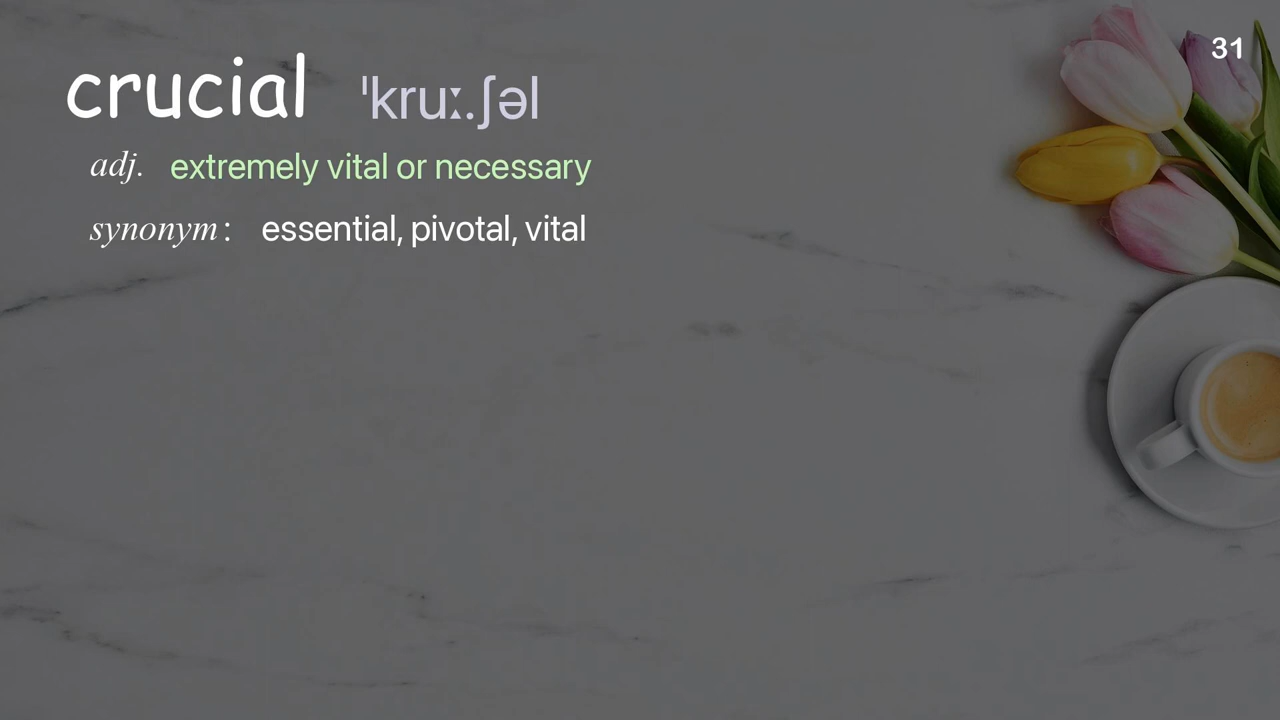 31
crucial ˈkruː.ʃəl
adj. extremely vital or necessary
synonym: essential, pivotal, vital